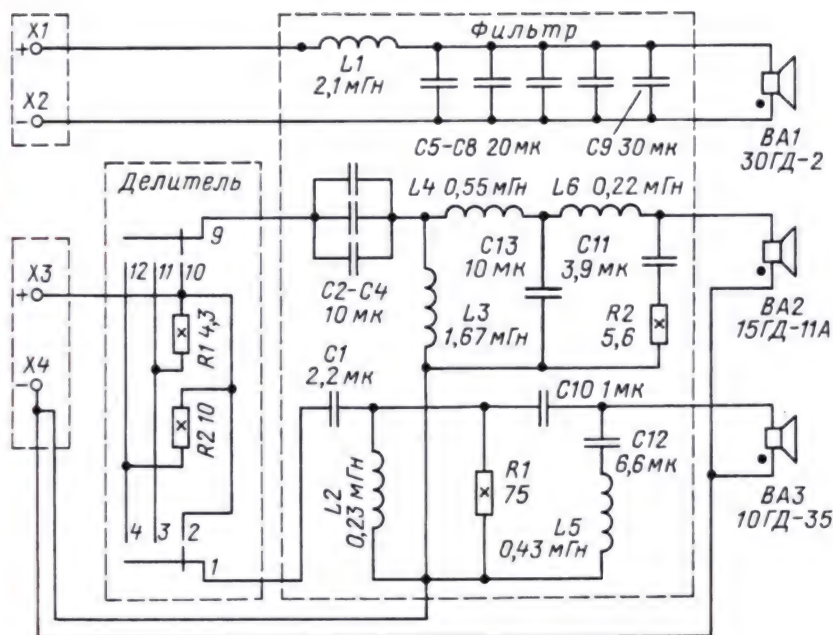 X1
+
X2
-
Фильтр
L1
2,1 мГн
C5-C8 20 мк
C9 30 мк
BA1
30ГД-2
Делитель
9
12 11 10
X3
+
X4
-
R1 4,3
R2 10
4 3 2
1
C2-C4
10 мк
L4 0,55 мГн
L6 0,22 мГн
C13
10 мк
C11
3,9 мк
L3
1,67 мГн
R2
5,6
BA2
15ГД-11А
C1
2,2 мк
L2
0,23 мГн
R1
75
C10 1 мк
C12
6,6 мк
L5
0,43 мГн
BA3
10ГД-35